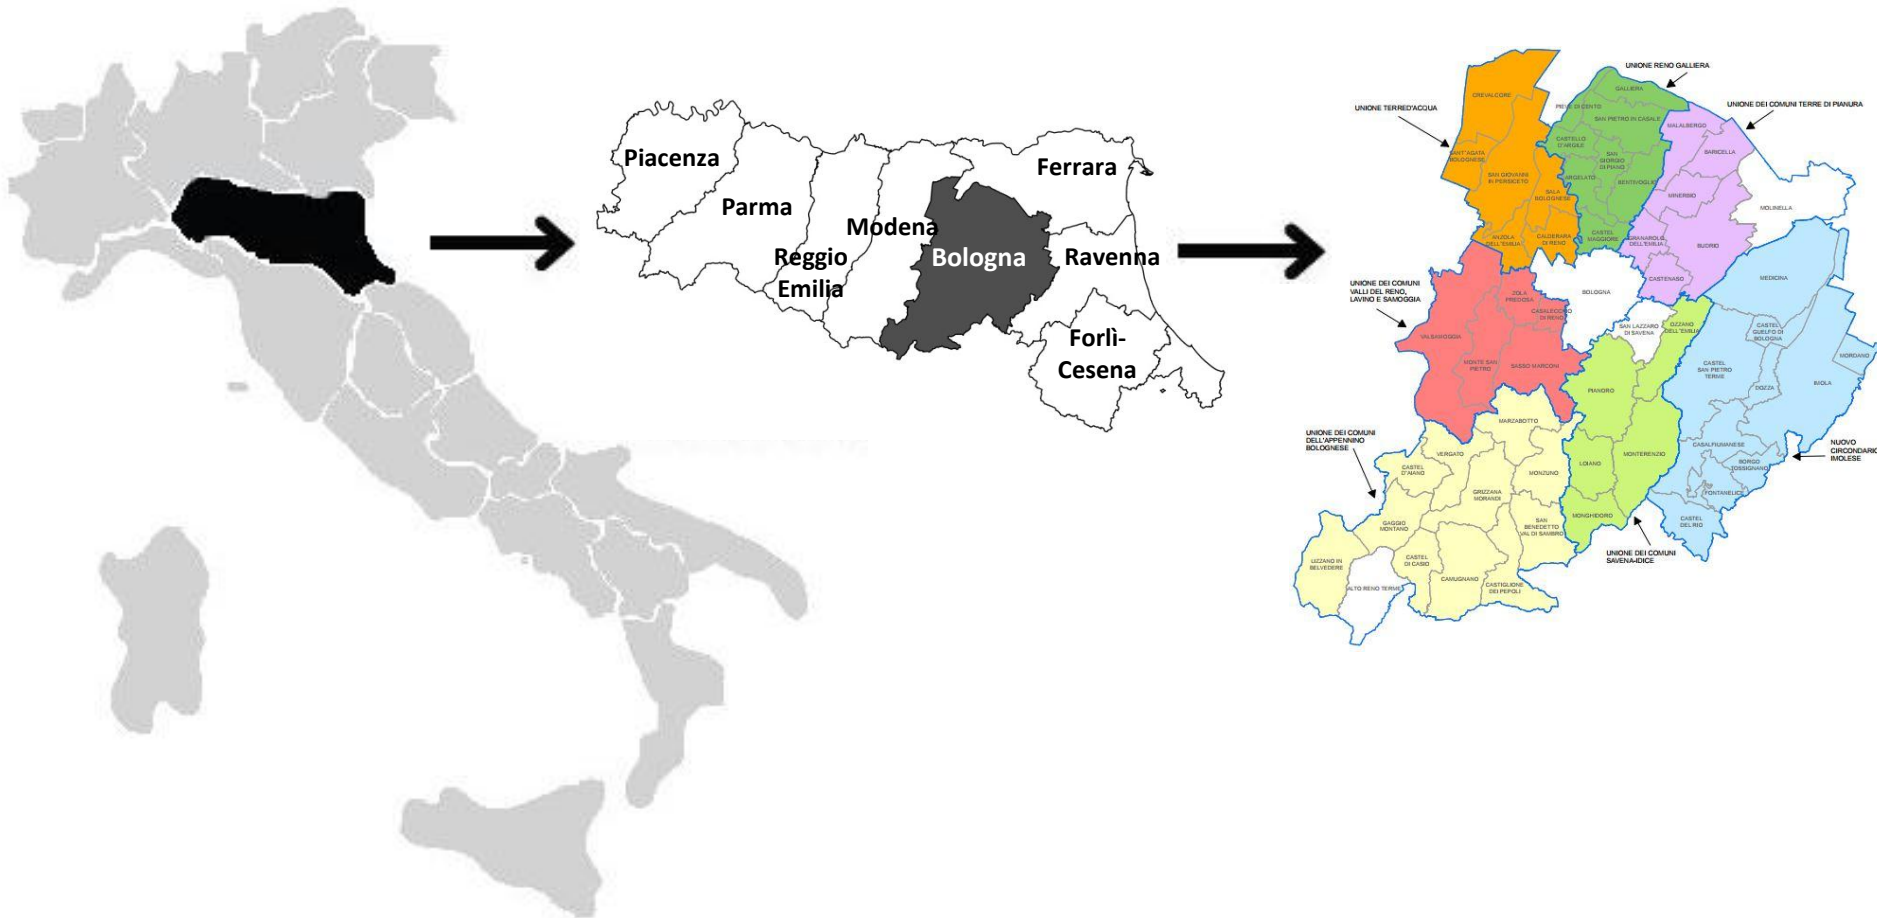 Piacenza
Parma
Reggio
Emilia
Modena
Bologna
Ferrara
Ravenna
Forlì-
Cesena
UNIONE RENO GALLIERA
UNIONE TERRED'ACQUA
UNIONE DEI COMUNI TERRE DI PIANURA
CREVALCORE
SANT'AGATA
BOLOGNESE
SAN GIOVANNI
IN PERSICETO
SALA
BOLOGNESE
ANZOLA
DELL'EMILIA
CALDERARA
DI RENO
GALLIERA
PIEVE DI CENTO
SAN PIETRO IN CASALE
CASTELLO
D'ARGILE
SAN
GIORGIO
DI PIANO
ARGELATO
BENTIVOGLIO
CASTEL
MAGGIORE
MALALBERGO
BARICELLA
MINERBIO
MOLINELLA
GRANAROLO
DELL'EMILIA
BUDRIO
CASTENASO
UNIONE DEI COMUNI
VALLI DEL RENO,
LAVINO E SAMOGGIA
VALSAMOGGIA
ZOLA
PREDOSA
CASALECCHIO
DI RENO
MONTE SAN
PIETRO
SASSO MARCONI
BOLOGNA
SAN LAZZARO
DI SAVENA
OZZANO
DELL'EMILIA
PIANORO
LOIANO
MONTERENZIO
MONGHIDORO
UNIONE DEI COMUNI
SAVENA-IDICE
MEDICINA
CASTEL
GUELFO DI
BOLOGNA
CASTEL
SAN PIETRO
TERME
DOZZA
IMOLA
MORDANO
CASALFIUMANESE
BORGO
TOSSIGNANO
FONTANELICE
CASTEL
DEL RIO
NUOVO
CIRCONDARIO
IMOLESE
UNIONE DEI COMUNI
DELL'APPENNINO
BOLOGNESE
MARZABOTTO
VERGATO
CASTEL
D'AIANO
MONZUNO
GRIZZANA
MORANDI
GAGGIO
MONTANO
SAN
BENEDETTO
VAL DI SAMBRO
LIZZANO IN
BELVEDERE
CASTEL
DI CASIO
ALTO RENO TERME
CAMUGNANO
CASTIGLIONE
DEI PEPOLI